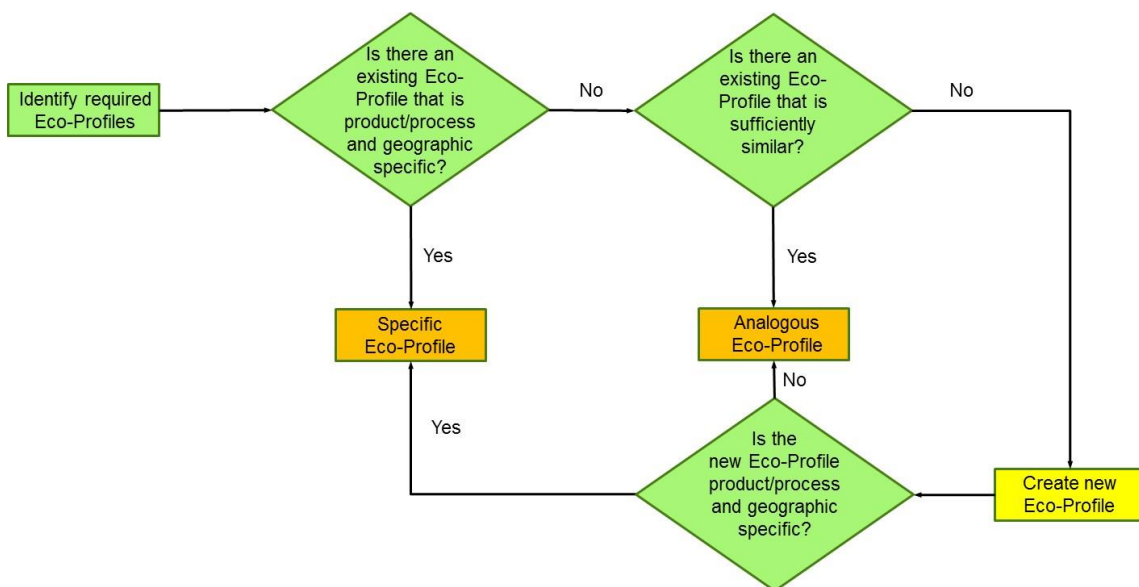 Identify required
Eco-Profiles
Is there an
existing Eco-
Profile that is
product/process
and geographic
specific?
No
Is there an
existing Eco-
Profile that is
sufficiently
similar?
No
Yes
Yes
Specific
Eco-Profile
Analogous
Eco-Profile
No
Yes
Is the
new Eco-Profile
product/process
and geographic
specific?
Create new
Eco-Profile